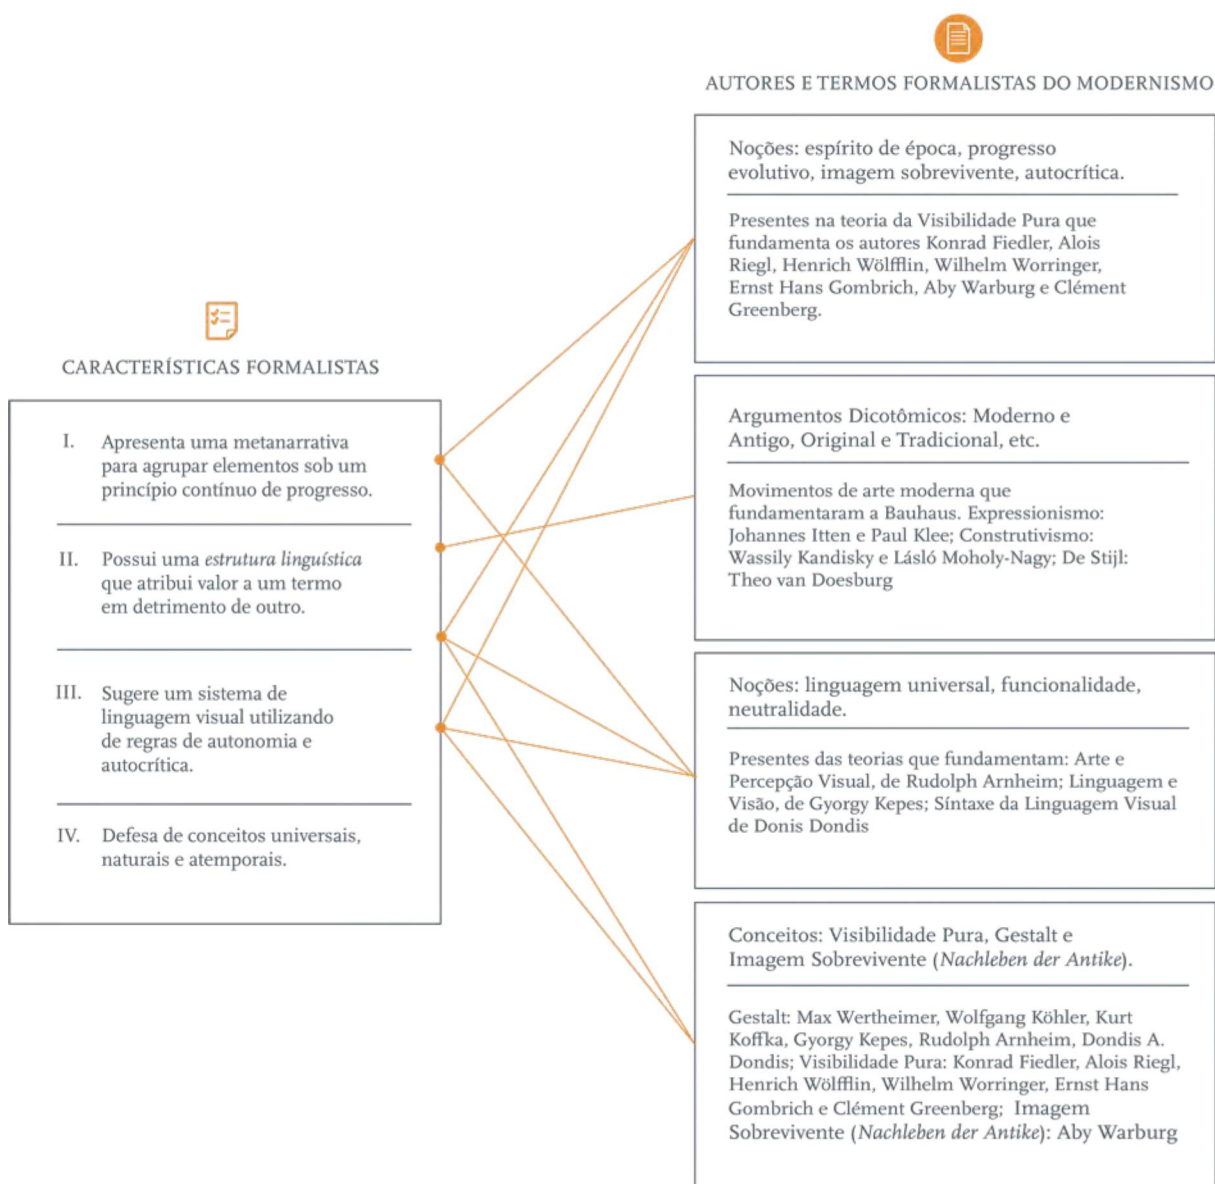 CARACTERÍSTICAS FORMALISTAS
I. Apresenta uma metanarrativa
para agrupar elementos sob um
princípio contínuo de progresso.
II. Possui uma estrutura linguística
que atribui valor a um termo
em detrimento de outro.
III. Sugere um sistema de
linguagem visual utilizando
de regras de autonomia e
autocrítica.
IV. Defesa de conceitos universais,
naturais e atemporais.
AUTORES E TERMOS FORMALISTAS DO MODERNISMO
Noções: espírito de época, progresso
evolutivo, imagem sobrevivente, autocrítica.
Presentes na teoria da Visibilidade Pura que
fundamenta os autores Konrad Fiedler, Alois
Riegl, Henrich Wölfflin, Wilhelm Worringer,
Ernst Hans Gombrich, Aby Warburg e Clément
Greenberg.
Argumentos Dicotômicos: Moderno e
Antigo, Original e Tradicional, etc.
Movimentos de arte moderna que
fundamentaram a Bauhaus. Expressionismo:
Johannes Itten e Paul Klee; Construtivismo:
Wassily Kandisky e Lásló Moholy-Nagy; De Stijl:
Theo van Doesburg
Noções: linguagem universal, funcionalidade,
neutralidade.
Presentes das teorias que fundamentam: Arte e
Percepção Visual, de Rudolph Arnheim; Linguagem e
Visão, de Gyorgy Kepes; Síntaxe da Linguagem Visual
de Donis Dondis
Conceitos: Visibilidade Pura, Gestalt e
Imagem Sobrevivente (Nachleben der Antike).
Gestalt: Max Wertheimer, Wolfgang Köhler, Kurt
Koffka, Gyorgy Kepes, Rudolph Arnheim, Dondis A.
Dondis; Visibilidade Pura: Konrad Fiedler, Alois Riegl,
Henrich Wölfflin, Wilhelm Worringer, Ernst Hans
Gombrich e Clément Greenberg; Imagem
Sobrevivente (Nachleben der Antike): Aby Warburg